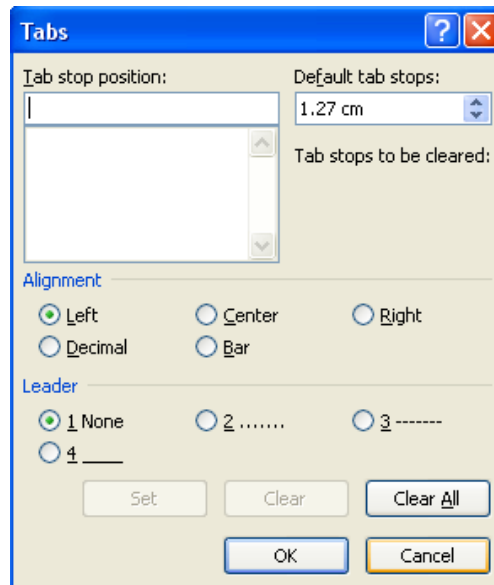 Tabs
Tab stop position: Default tab stops:
1.27 cm
Tab stops to be cleared:
Alignment
Left Center Right
Decimal Bar
Leader
1 None 2 ....... 3 -------
4 ____
Set Clear Clear All
OK Cancel